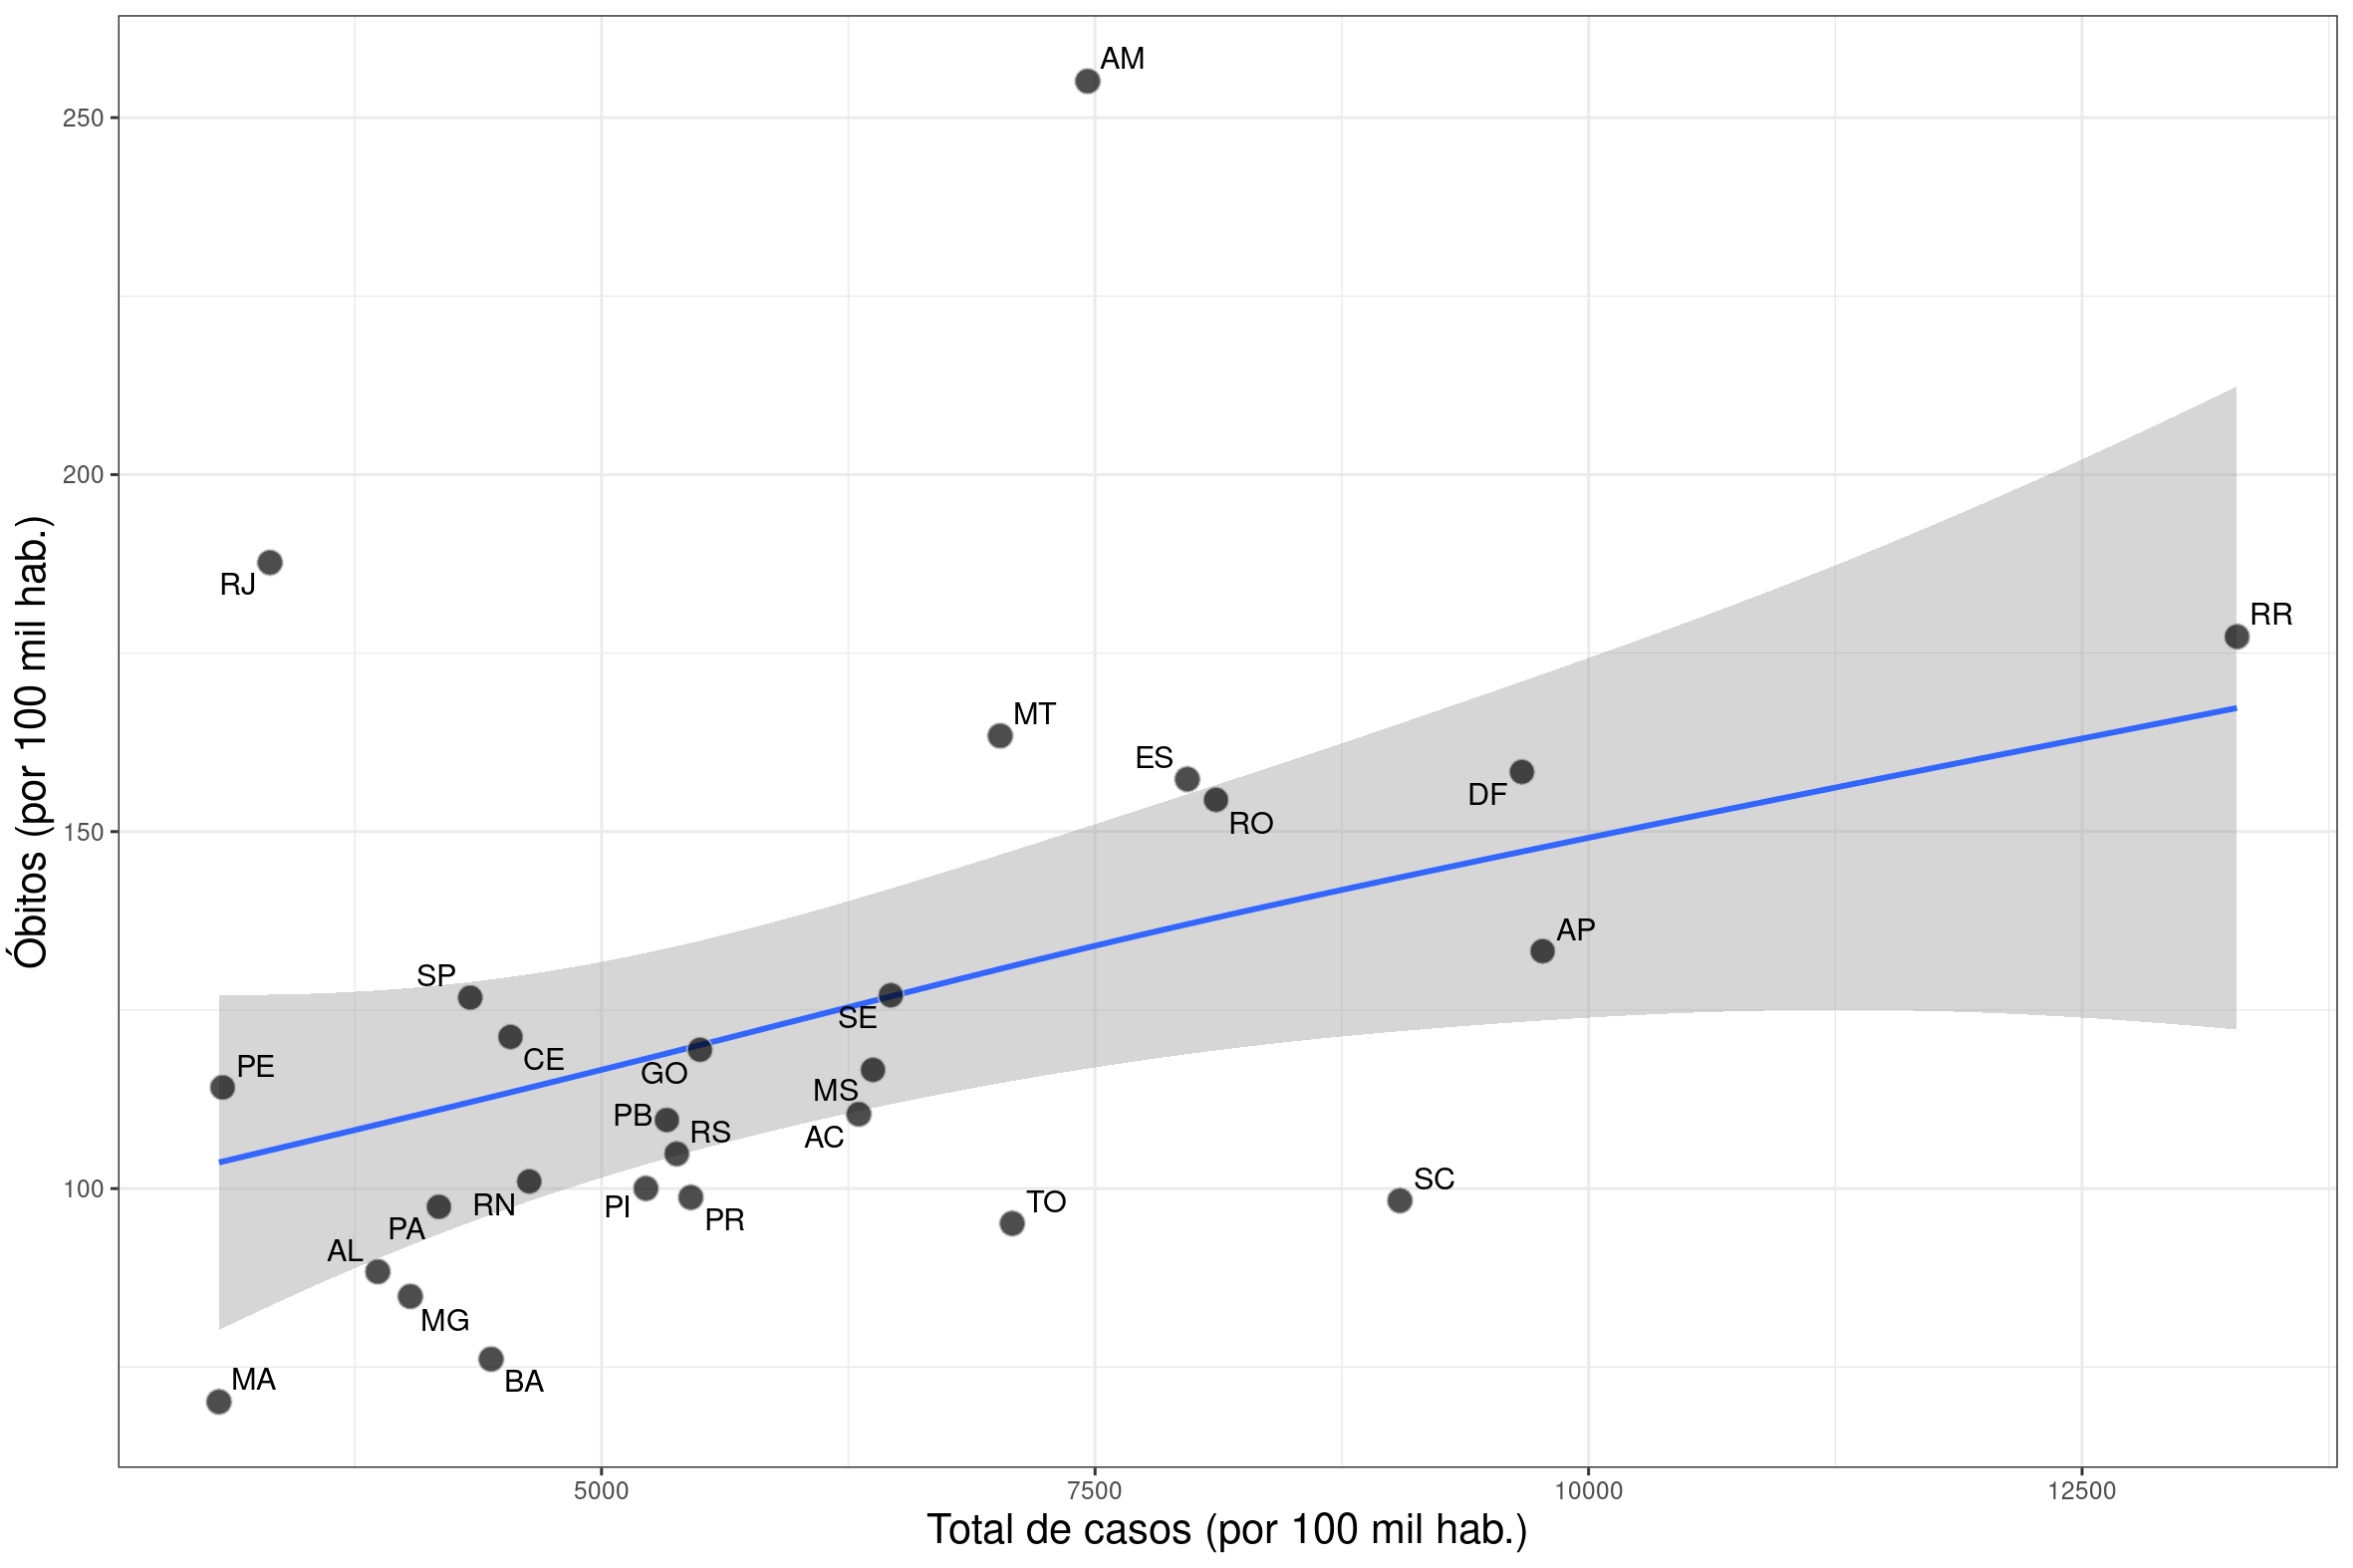 AM
250
200
RJ
RR
MT
ES
DF
RO
150
AP
SP
SE
CE
PE
GO
MS
PB
RS
AC
SC
100
RN
TO
PI
PR
PA
AL
MG
MA
BA
5000
7500
10000
12500
Total de casos (por 100 mil hab.)
Óbitos (por 100 mil hab.)